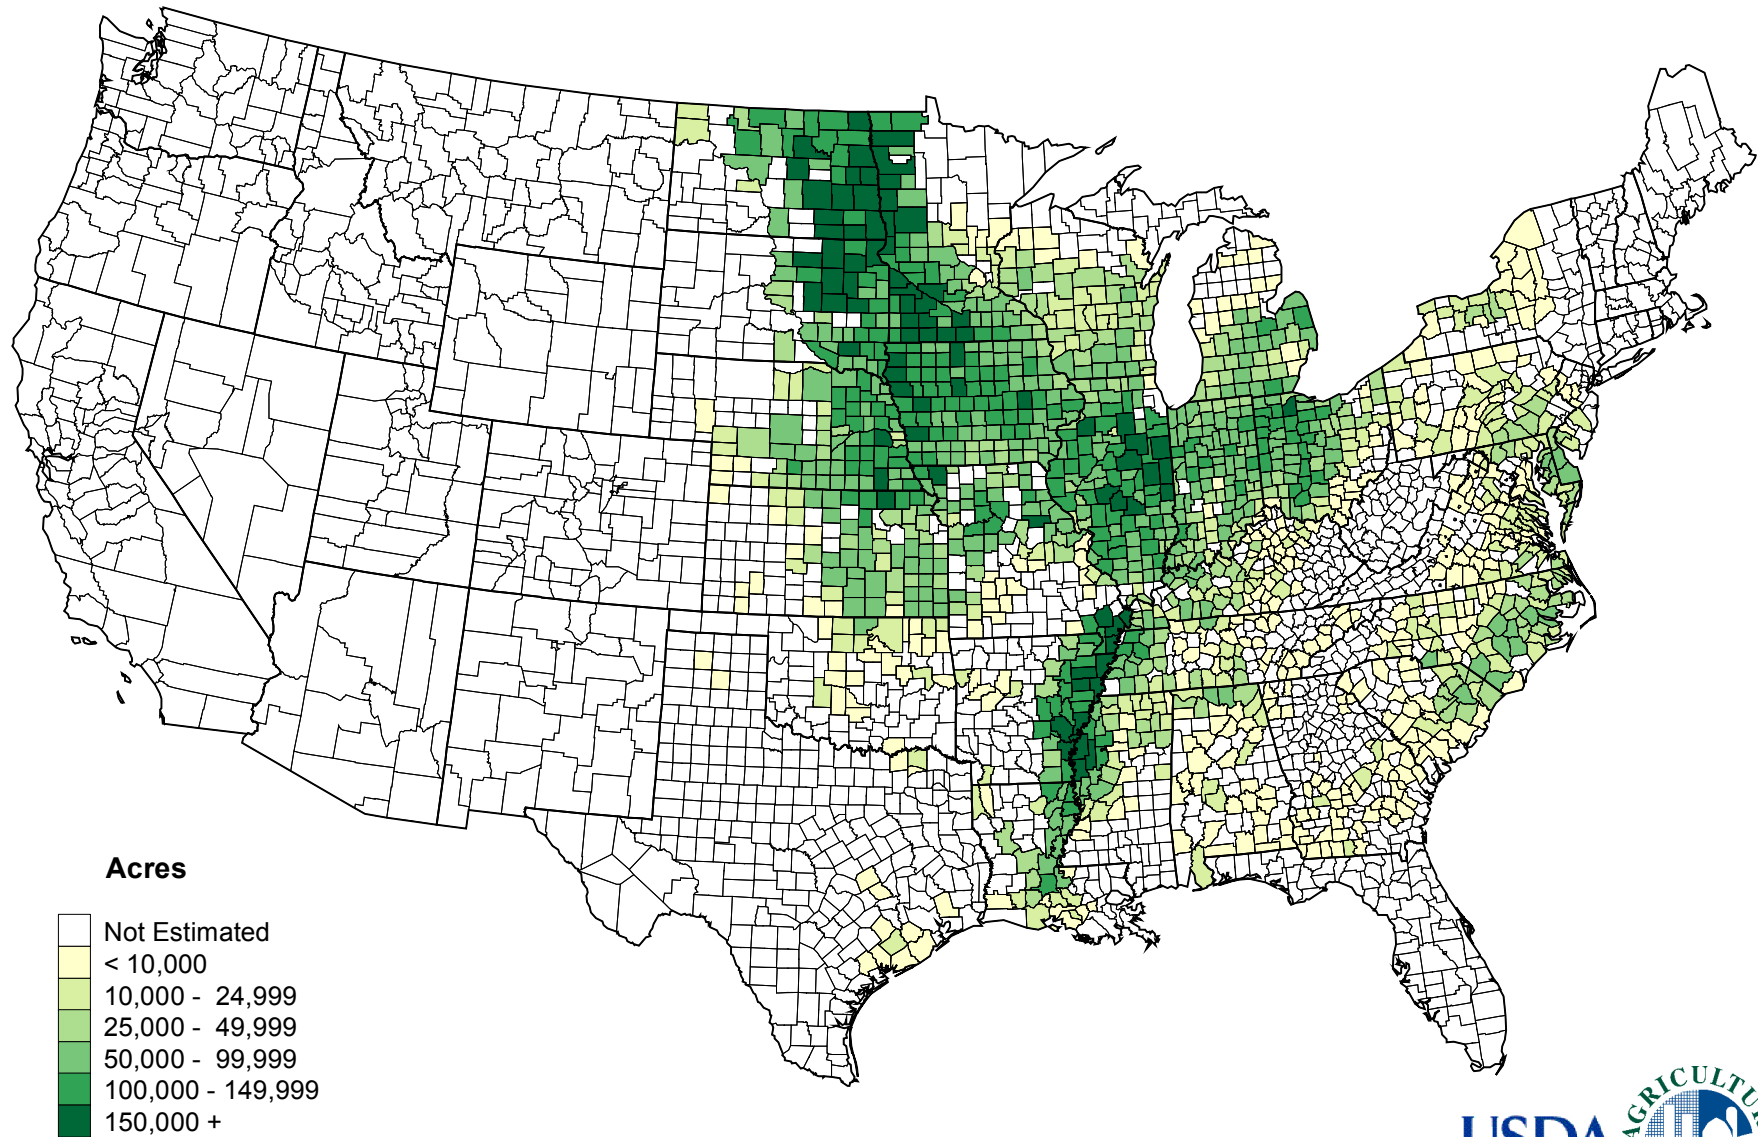 Acres
Not Estimated
< 10,000
10,000 - 24,999
25,000 - 49,999
50,000 - 99,999
100,000 - 149,999
150,000 +
USDA